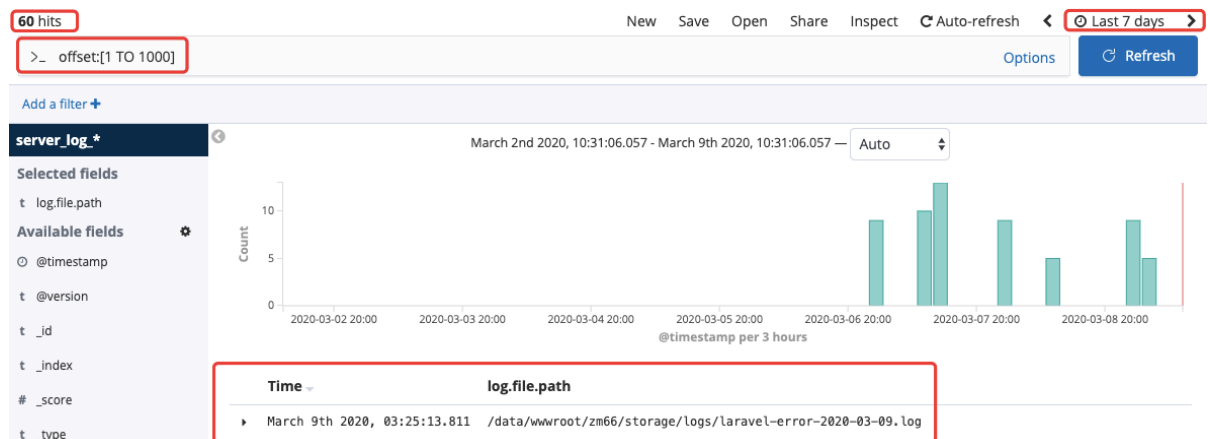 60 hits
New Save Open Share Inspect Auto-refresh Last 7 days
>_ offset:[1 TO 1000]
Options
Refresh
Add a filter +
server_log_*
Selected fields
t log.file.path
Available fields
@timestamp
t @version
t _id
t _index
# _score
t _type
March 2nd 2020, 10:31:06.057 - March 9th 2020, 10:31:06.057 —
Auto
Count
10
5
0
2020-03-02 20:00 2020-03-03 20:00 2020-03-04 20:00 2020-03-05 20:00 2020-03-06 20:00 2020-03-07 20:00 2020-03-08 20:00
@timestamp per 3 hours
Time log.file.path
March 9th 2020, 03:25:13.811 /data/wwwroot/zm66/storage/logs/laravel-error-2020-03-09.log